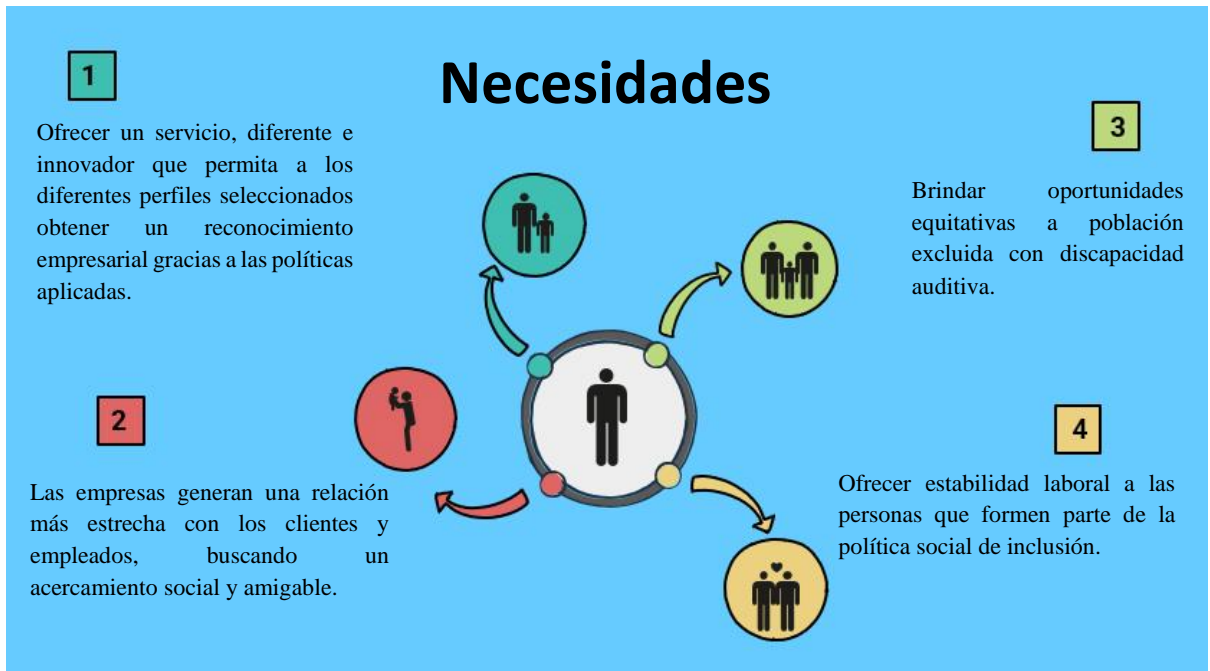 Necesidades
1
Ofrecer un servicio, diferente e
innovador que permita a los
diferentes perfiles seleccionados
obtener un reconocimiento
empresarial gracias a las políticas
aplicadas.
2
Las empresas generan una relación
más estrecha con los clientes y
empleados, buscando un
acercamiento social y amigable.
3
Brindar oportunidades
equitativas a población
excluida con discapacidad
auditiva.
4
Ofrecer estabilidad laboral a las
personas que formen parte de la
política social de inclusión.